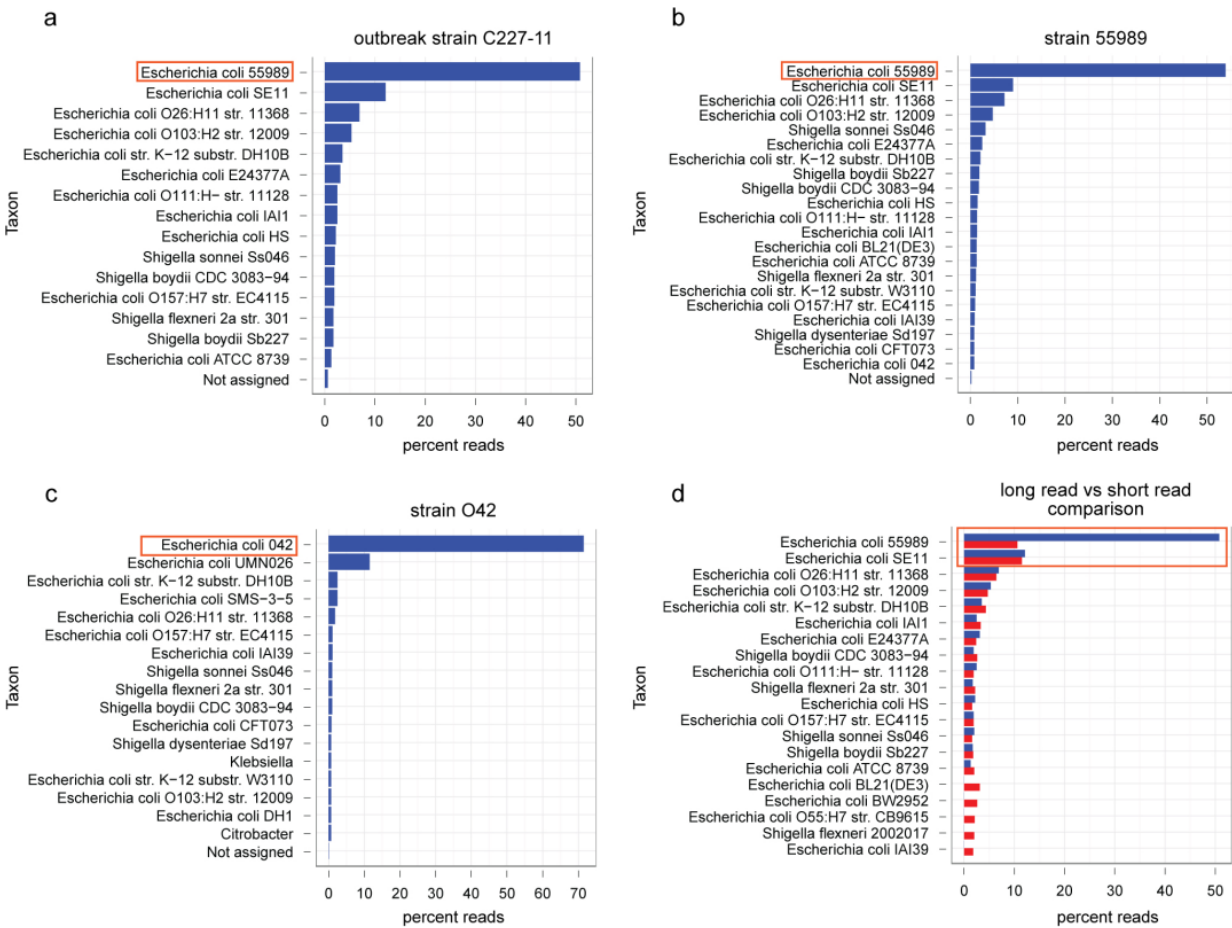 a
outbreak strain C227-11
Escherichia coli 55989
Escherichia coli SE11
Escherichia coli O26:H11 str. 11368
Escherichia coli O103:H2 str. 12009
Escherichia coli str. K−12 substr. DH10B
Escherichia coli E24377A
Escherichia coli O111:H− str. 11128
Escherichia coli IAI1
Escherichia coli HS
Shigella sonnei Ss046
Shigella boydii CDC 3083−94
Escherichia coli O157:H7 str. EC4115
Shigella flexneri 2a str. 301
Shigella boydii Sb227
Escherichia coli ATCC 8739
Not assigned
Taxon
0 10 20 30 40 50
percent reads
b
strain 55989
Escherichia coli 55989
Escherichia coli SE11
Escherichia coli O26:H11 str. 11368
Escherichia coli O103:H2 str. 12009
Shigella sonnei Ss046
Escherichia coli E24377A
Escherichia coli str. K−12 substr. DH10B
Shigella boydii Sb227
Shigella boydii CDC 3083−94
Escherichia coli HS
Escherichia coli O111:H− str. 11128
Escherichia coli IAI1
Escherichia coli BL21(DE3)
Escherichia coli ATCC 8739
Shigella flexneri 2a str. 301
Escherichia coli str. K−12 substr. W3110
Escherichia coli O157:H7 str. EC4115
Escherichia coli IAI39
Shigella dysenteriae Sd197
Escherichia coli CFT073
Escherichia coli 042
Not assigned
Taxon
0 10 20 30 40 50
percent reads
c
strain O42
Escherichia coli 042
Escherichia coli UMN026
Escherichia coli str. K−12 substr. DH10B
Escherichia coli SMS−3−5
Escherichia coli O26:H11 str. 11368
Escherichia coli O157:H7 str. EC4115
Escherichia coli IAI39
Shigella sonnei Ss046
Shigella flexneri 2a str. 301
Shigella boydii CDC 3083−94
Escherichia coli CFT073
Shigella dysenteriae Sd197
Klebsiella
Escherichia coli str. K−12 substr. W3110
Escherichia coli O103:H2 str. 12009
Escherichia coli DH1
Citrobacter
Not assigned
Taxon
0 10 20 30 40 50 60 70
percent reads
d
long read vs short read
comparison
Escherichia coli 55989
Escherichia coli SE11
Escherichia coli O26:H11 str. 11368
Escherichia coli O103:H2 str. 12009
Escherichia coli str. K−12 substr. DH10B
Escherichia coli IAI1
Escherichia coli E24377A
Shigella boydii CDC 3083−94
Escherichia coli O111:H− str. 11128
Shigella flexneri 2a str. 301
Escherichia coli HS
Escherichia coli O157:H7 str. EC4115
Shigella sonnei Ss046
Shigella boydii Sb227
Escherichia coli ATCC 8739
Escherichia coli BL21(DE3)
Escherichia coli BW2952
Escherichia coli O55:H7 str. CB9615
Shigella flexneri 2002017
Escherichia coli IAI39
Taxon
0 10 20 30 40 50
percent reads